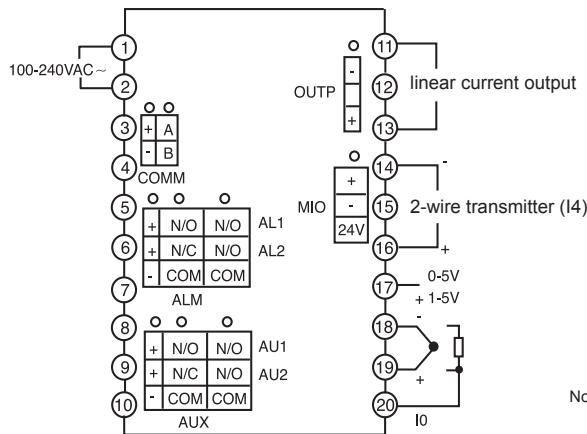 1
100-240VAC~
2
3
+ A
- B
4
COMM
5
+ N/O N/O AL1
6
+ N/C N/O AL2
7
- COM COM
ALM
8
+ N/O N/O AU1
9
+ N/C N/O AU2
10
- COM COM
AUX
11
-
OUTP
12
linear current output
+
13
14
-
+
MIO
-
15
2-wire transmitter (I4)
24V
16
+
17
0-5V
+ 1-5V
18
-
19
+
20
I0
No